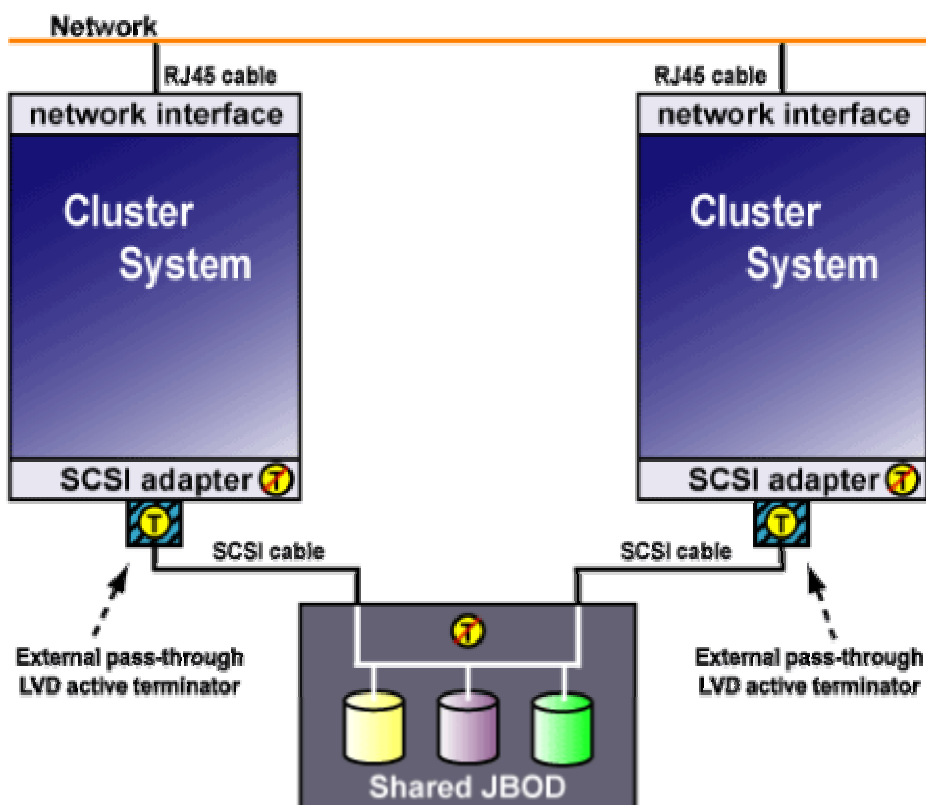 Network
RJ45 cable
RJ45 cable
network interface
network interface
Cluster
System
Cluster
System
SCSI adapter T
SCSI adapter T
T
T
SCSI cable
SCSI cable
T
External pass-through
LVD active terminator
External pass-through
LVD active terminator
Shared JBOD